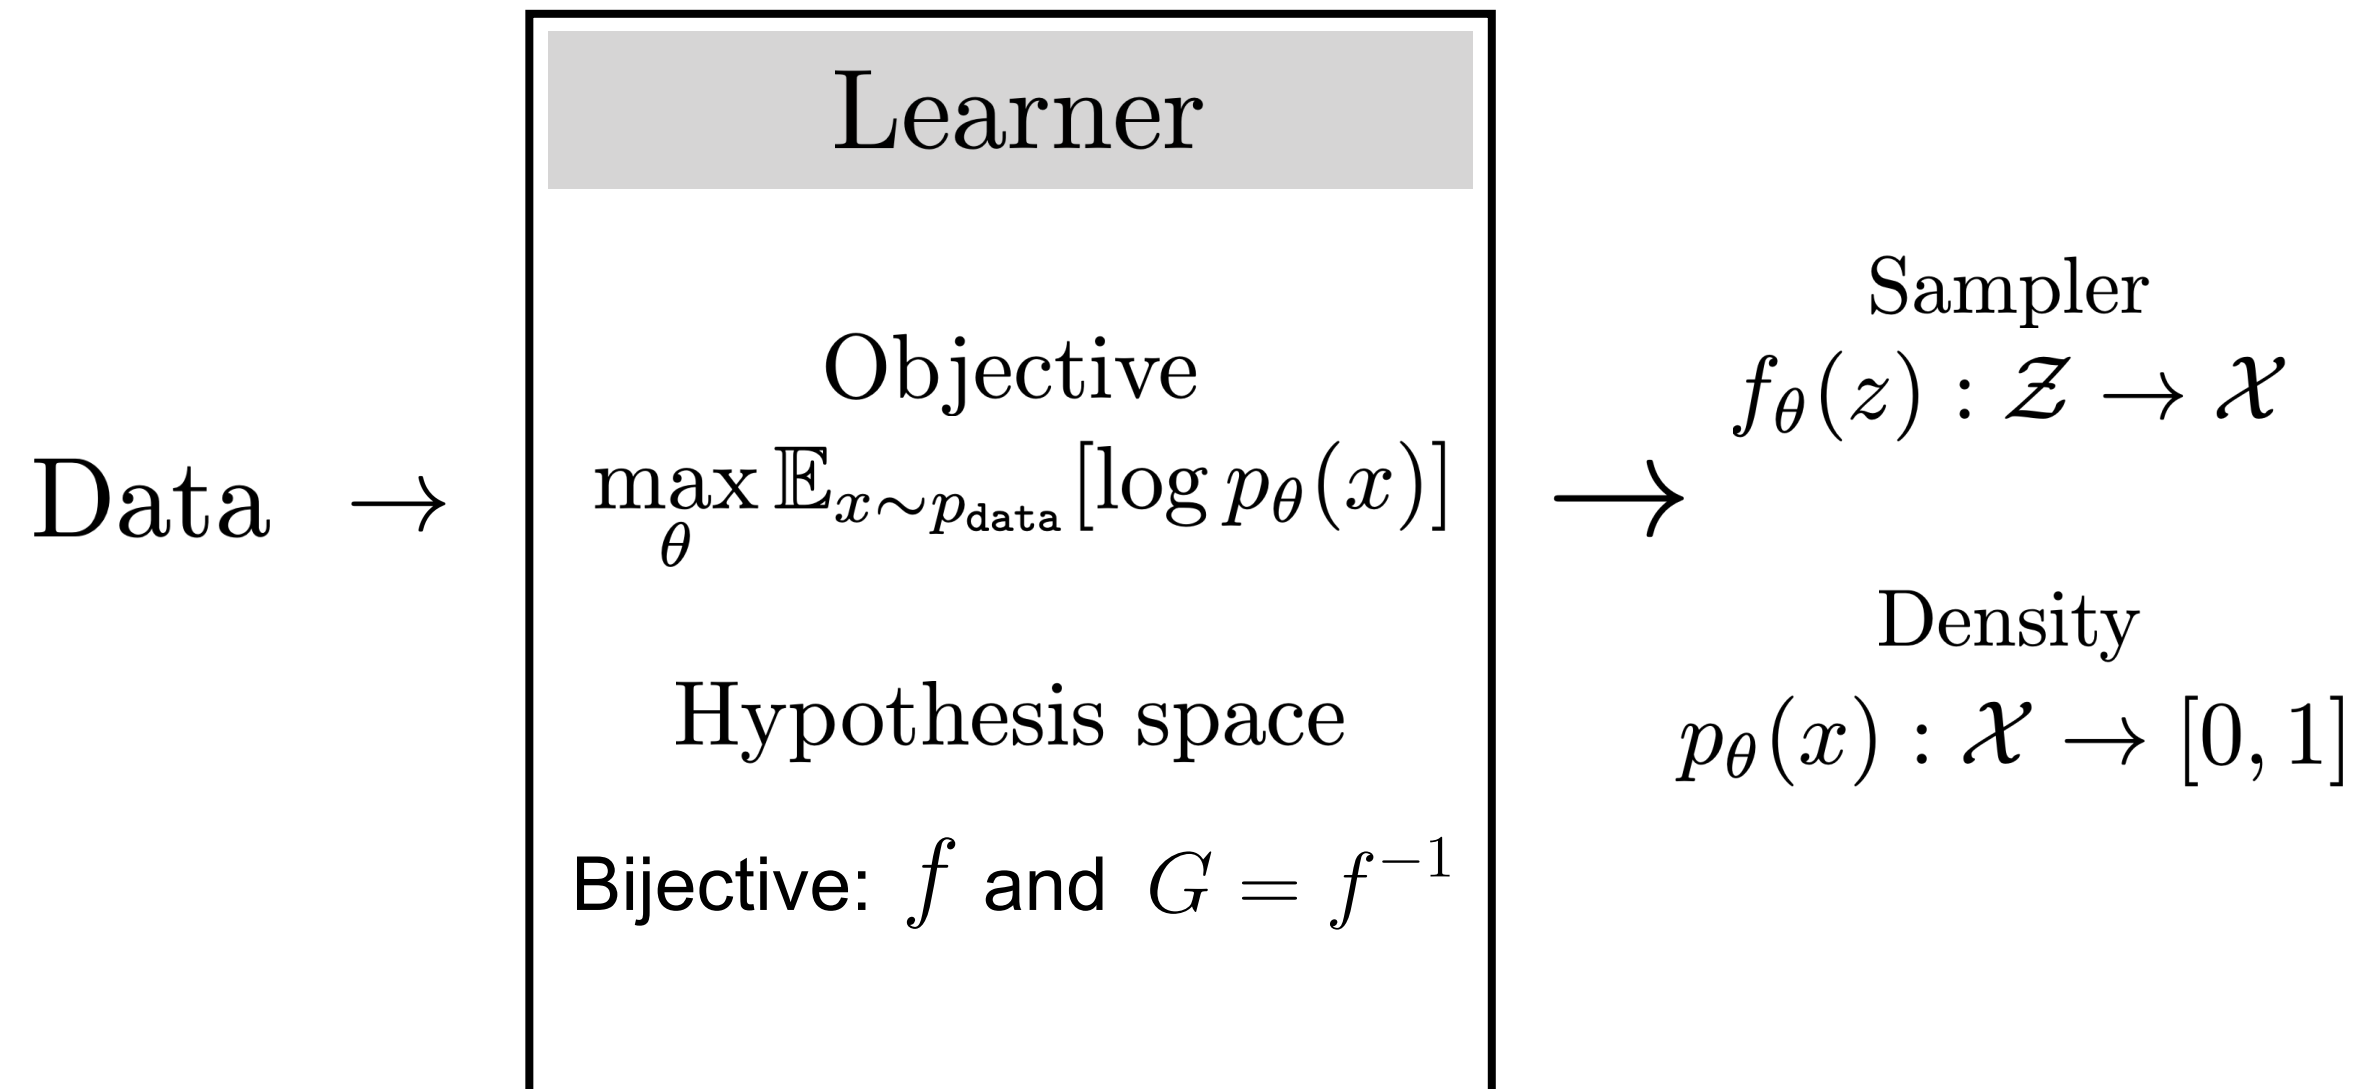 Learner
Objective
Data → max_θ 𝔼_{x∼p_data} [log p_θ(x)] →
Hypothesis space
Bijective: f and G = f^{−1}
Sampler
f_θ(z) : 𝒵 → 𝒳
Density
p_θ(x) : 𝒳 → [0, 1]